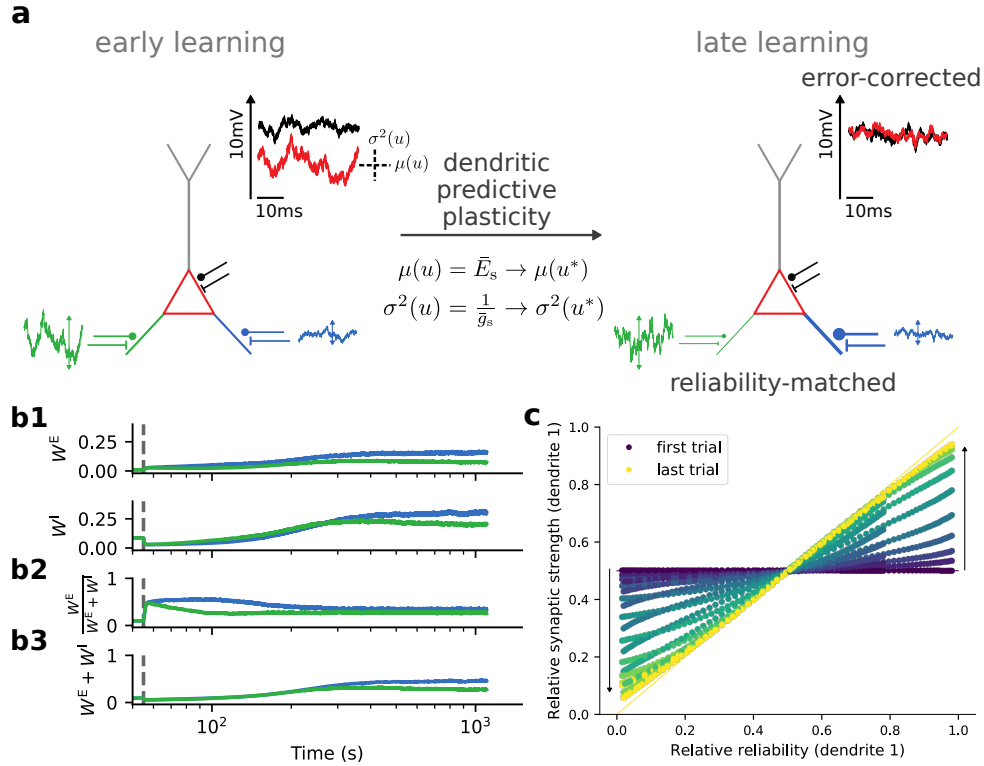 a
early learning
late learning
error-corrected
10mV
σ²(u)
μ(u)
10ms
dendritic
predictive
plasticity
μ(u) = Ēₛ → μ(u*)
σ²(u) = 1/ḡₛ → σ²(u*)
10mV
10ms
reliability-matched
b1
W^E
0.25
0.00
W^I
0.25
0.00
b2
W^E/(W^E + W^I)
1
0
b3
W^E + W^I
1
0
10²
10³
Time (s)
c
Relative synaptic strength (dendrite 1)
1.0
0.8
0.6
0.4
0.2
0.0
first trial
last trial
0.0 0.2 0.4 0.6 0.8 1.0
Relative reliability (dendrite 1)